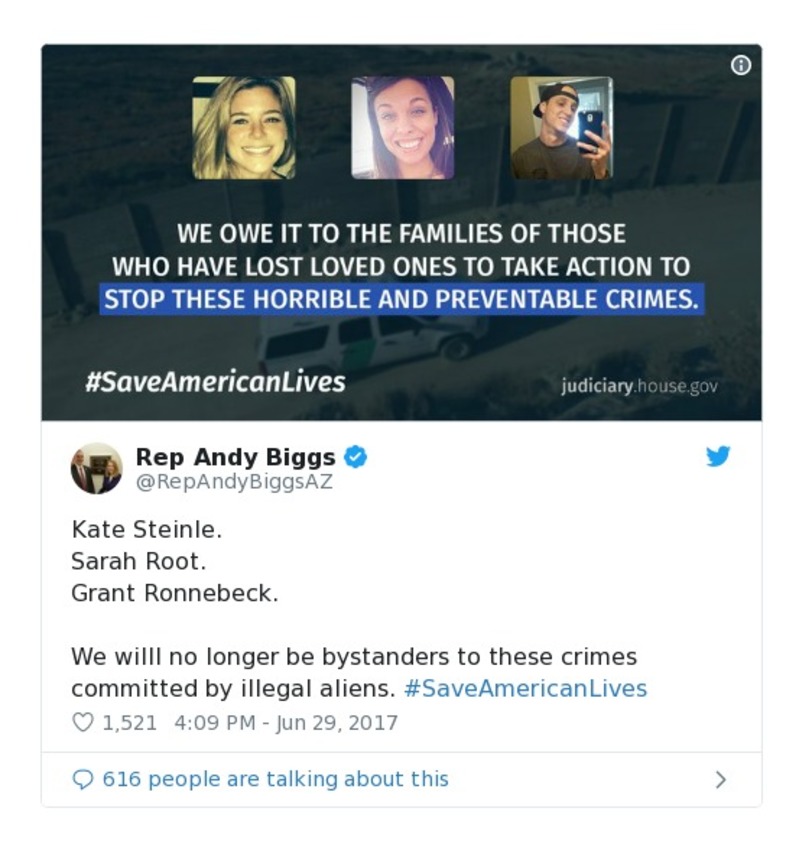 WE OWE IT TO THE FAMILIES OF THOSE
WHO HAVE LOST LOVED ONES TO TAKE ACTION TO
STOP THESE HORRIBLE AND PREVENTABLE CRIMES.
#SaveAmericanLives
judiciary.house.gov
Rep Andy Biggs
@RepAndyBiggsAZ
Kate Steinle.
Sarah Root.
Grant Ronnebeck.
We willl no longer be bystanders to these crimes
committed by illegal aliens. #SaveAmericanLives
1,521 4:09 PM - Jun 29, 2017
616 people are talking about this